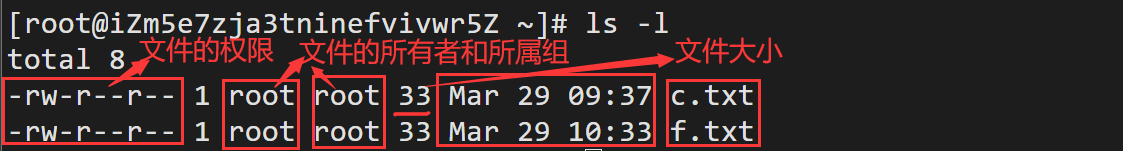 [root@iZm5e7zja3tninefvivwr5Z ~]# ls -l
total 8 文件的权限 文件的所有者和所属组 文件大小
-rw-r--r-- 1 root root 33 Mar 29 09:37 c.txt
-rw-r--r-- 1 root root 33 Mar 29 10:33 f.txt